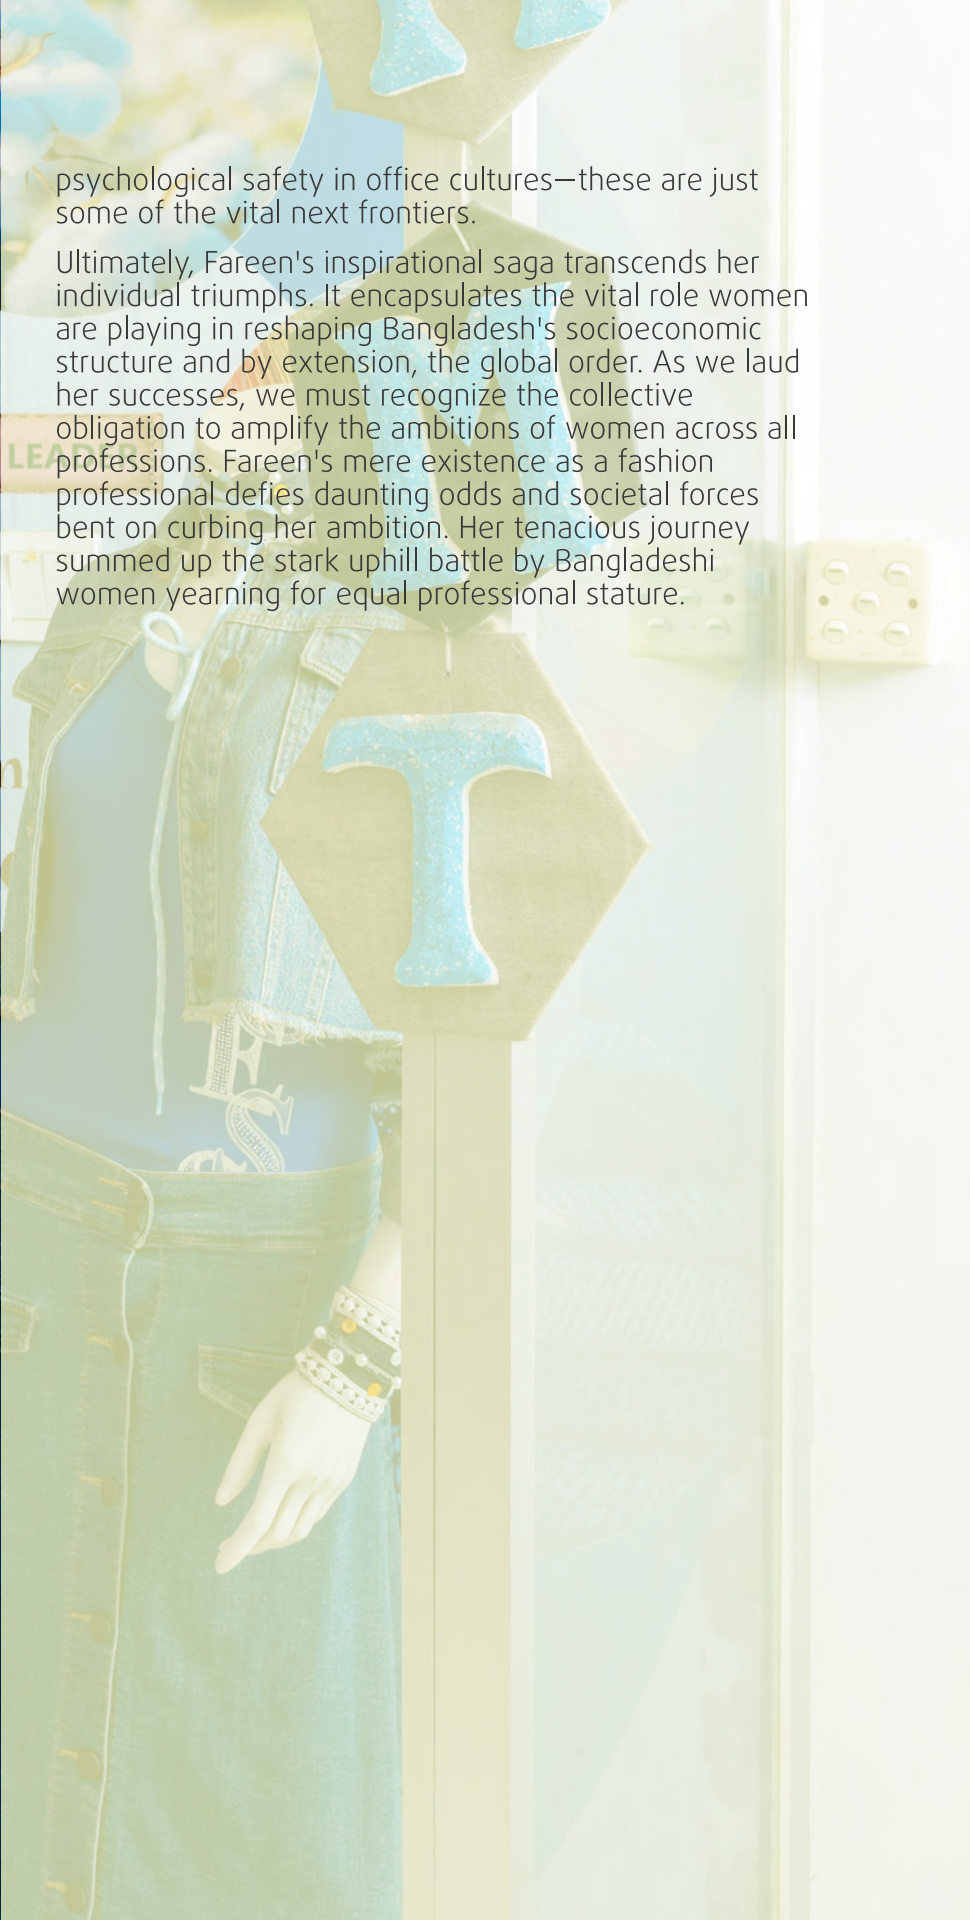 psychological safety in office cultures—these are just
some of the vital next frontiers.
Ultimately, Fareen's inspirational saga transcends her
individual triumphs. It encapsulates the vital role women
are playing in reshaping Bangladesh's socioeconomic
structure and by extension, the global order. As we laud
her successes, we must recognize the collective
obligation to amplify the ambitions of women across all
professions. Fareen's mere existence as a fashion
professional defies daunting odds and societal forces
bent on curbing her ambition. Her tenacious journey
summed up the stark uphill battle by Bangladeshi
women yearning for equal professional stature.
LEADER
M
T